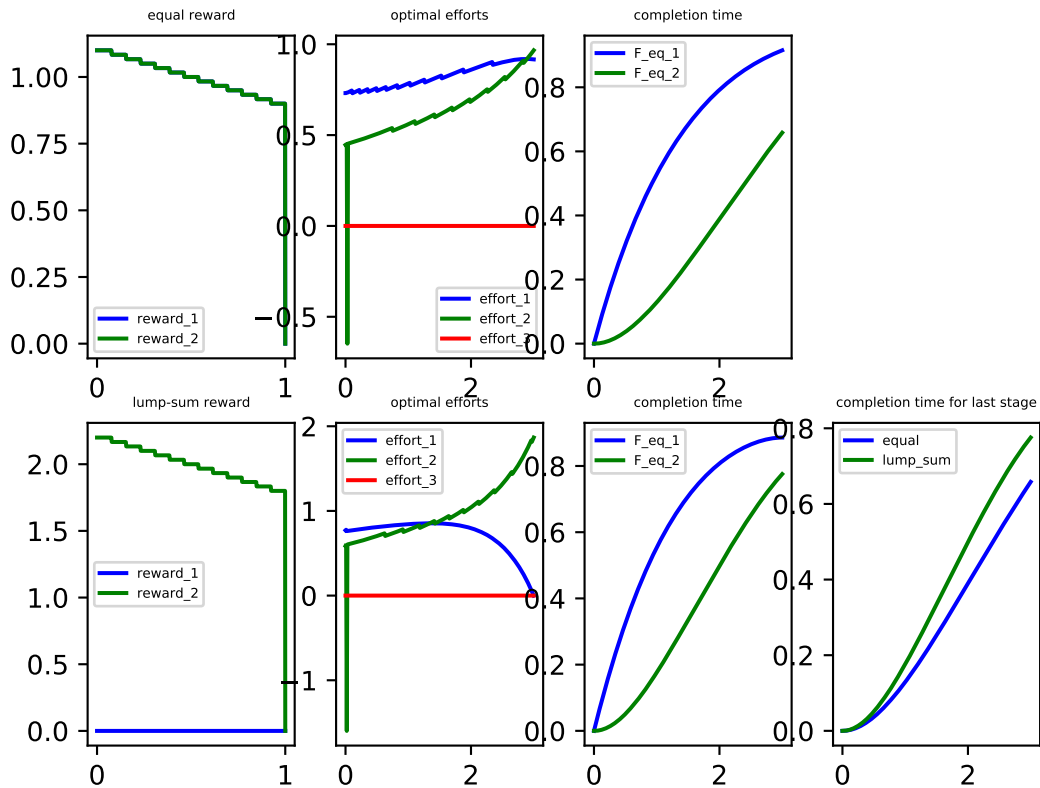 equal reward
optimal efforts
completion time
1.00
0.75
0.50
0.25
0.00
0
1
reward_1
reward_2
1.0
0.5
0.0
−0.5
0
2
effort_1
effort_2
effort_3
0.8
0.6
0.4
0.2
0.0
0
2
F_eq_1
F_eq_2
lump-sum reward
optimal efforts
completion time
completion time for last stage
2.0
1.5
1.0
0.5
0.0
0
1
reward_1
reward_2
2
1
0
−1
0
2
effort_1
effort_2
effort_3
0.8
0.6
0.4
0.2
0.0
0
2
F_eq_1
F_eq_2
0.8
0.6
0.4
0.2
0.0
0
2
equal
lump_sum